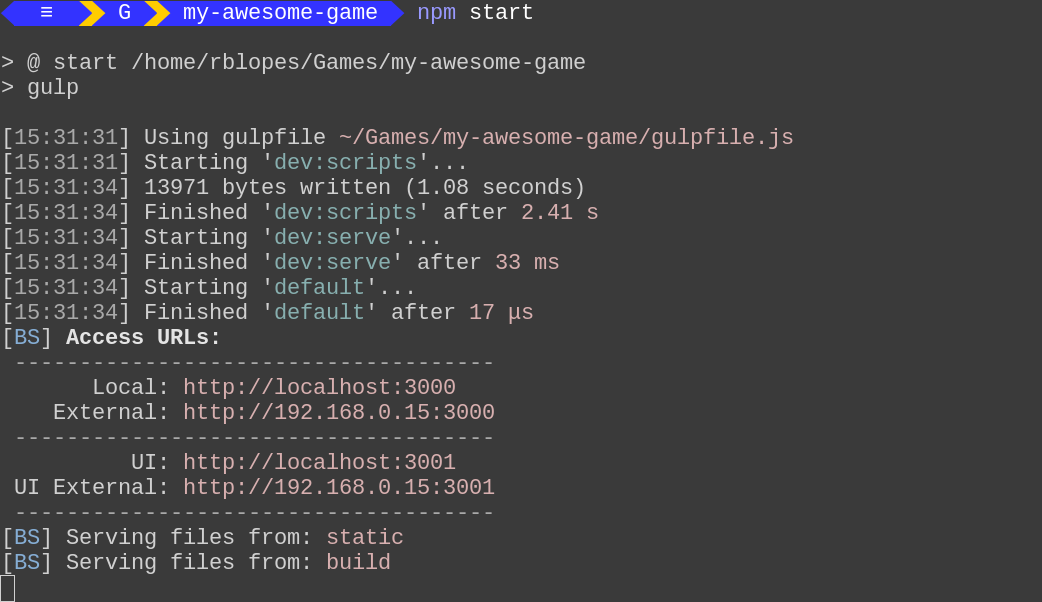 ≡ G my-awesome-game npm start
> @ start /home/rblopes/Games/my-awesome-game
> gulp
[15:31:31] Using gulpfile ~/Games/my-awesome-game/gulpfile.js
[15:31:31] Starting 'dev:scripts'...
[15:31:34] 13971 bytes written (1.08 seconds)
[15:31:34] Finished 'dev:scripts' after 2.41 s
[15:31:34] Starting 'dev:serve'...
[15:31:34] Finished 'dev:serve' after 33 ms
[15:31:34] Starting 'default'...
[15:31:34] Finished 'default' after 17 μs
[BS] Access URLs:
-------------------------------------
Local: http://localhost:3000
External: http://192.168.0.15:3000
-------------------------------------
UI: http://localhost:3001
UI External: http://192.168.0.15:3001
-------------------------------------
[BS] Serving files from: static
[BS] Serving files from: build